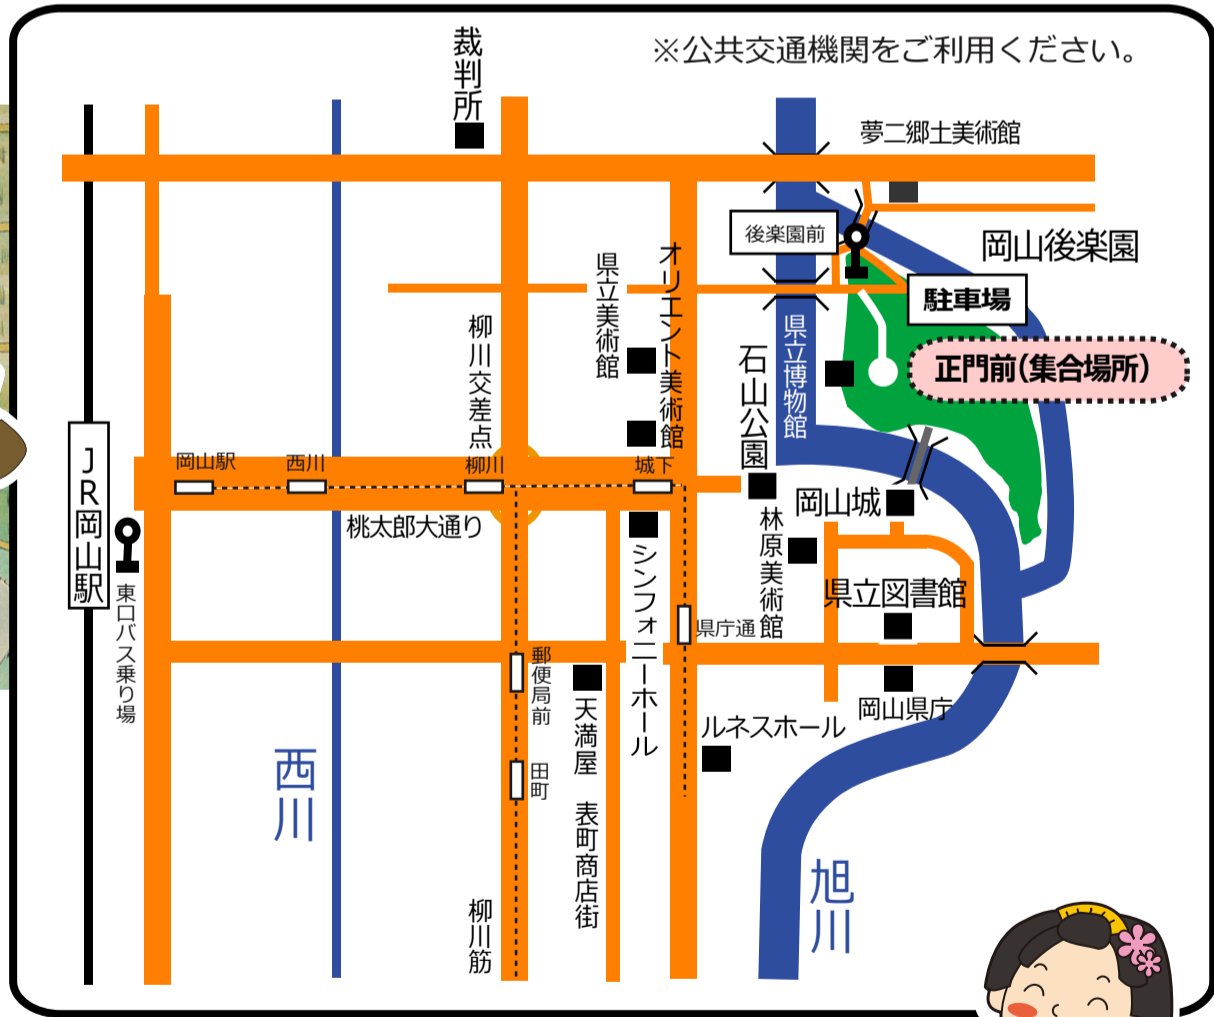 ※公共交通機関をご利用ください。
裁判所
夢二郷土美術館
後楽園前
岡山後楽園
駐車場
正門前(集合場所)
県立美術館
オリエント美術館
県立博物館
石山公園
柳川交差点
JR岡山駅
岡山駅
西川
柳川
城下
桃太郎大通り
東口バス乗り場
シンフォニーホール
岡山城
林原美術館
県立図書館
県庁通
郵便局前
岡山県庁
天満屋 表町商店街
ルネスホール
田町
西川
柳川筋
旭川